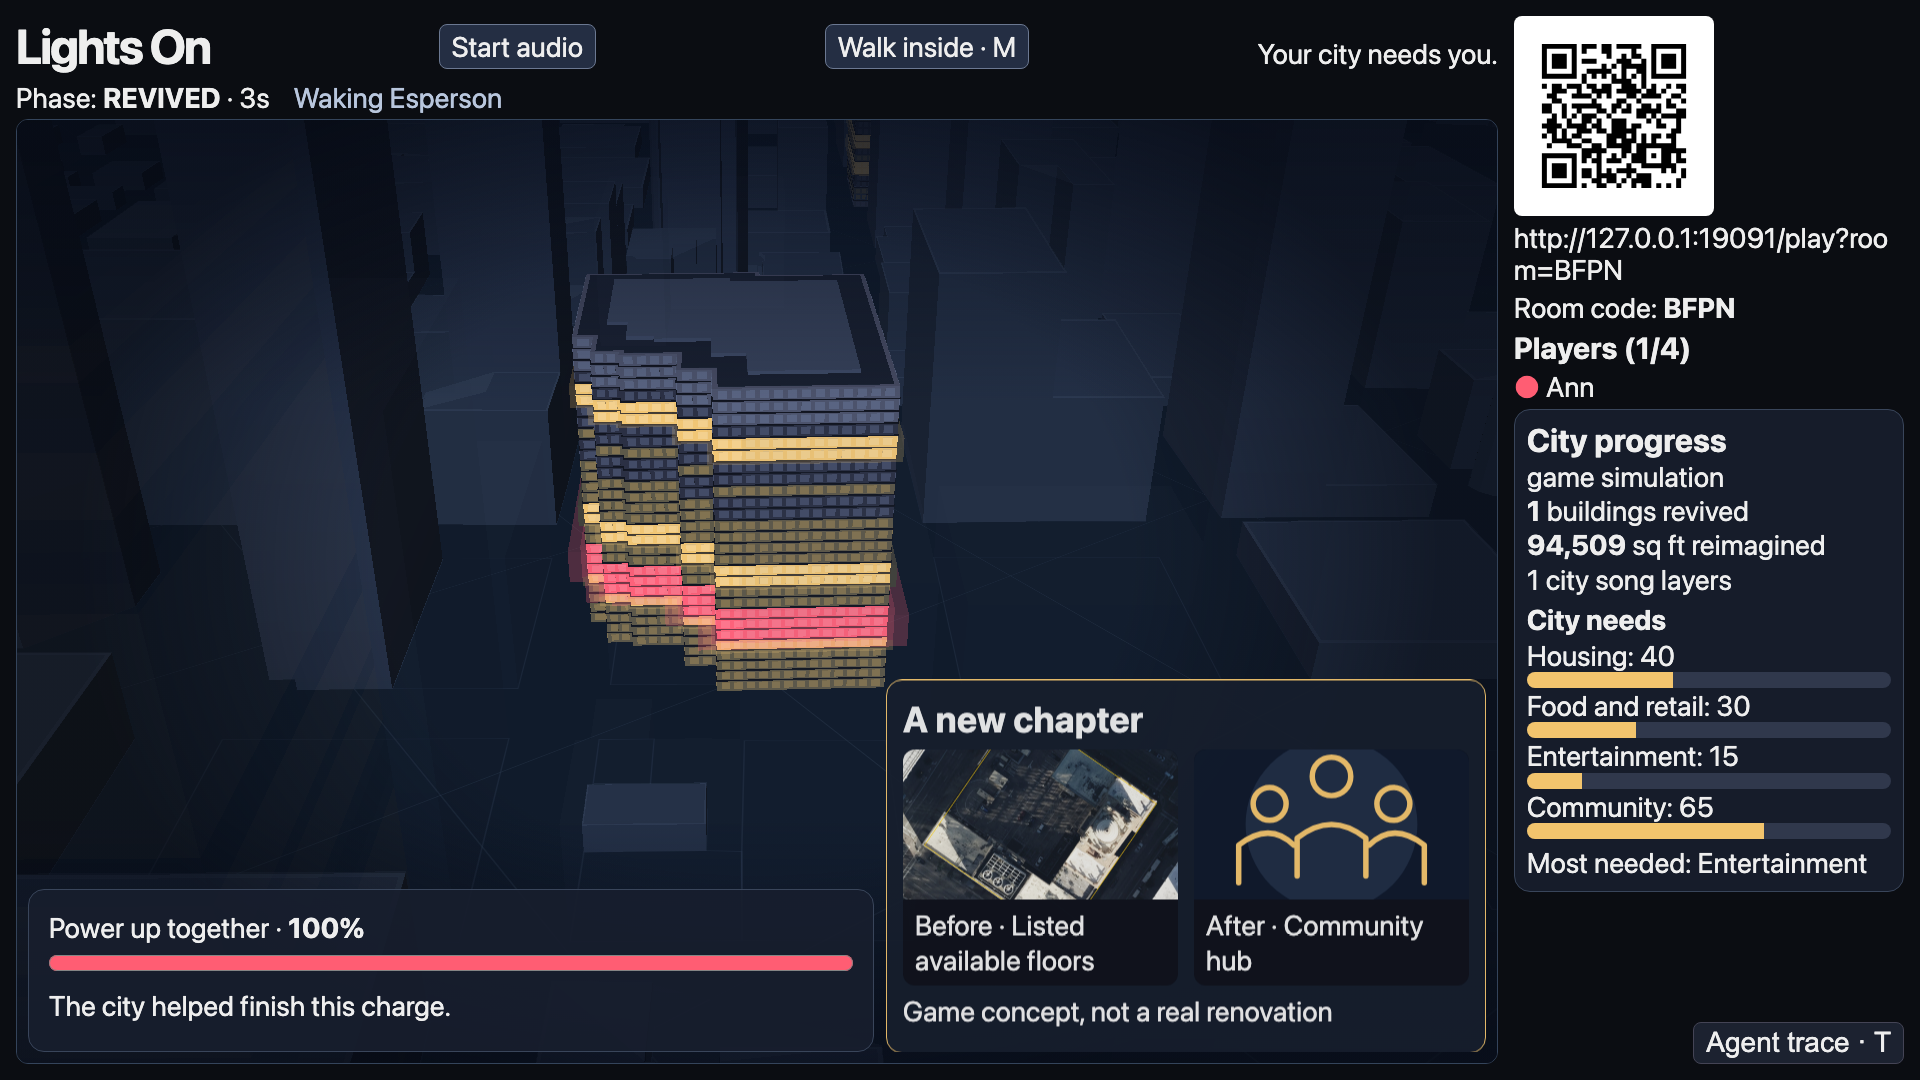 Lights On
Start audio
Walk inside · M
Your city needs you.
Phase: REVIVED · 3s
Waking Esperson
http://127.0.0.1:19091/play?roo
m=BFPN
Room code: BFPN
Players (1/4)
Ann
City progress
game simulation
1 buildings revived
94,509 sq ft reimagined
1 city song layers
City needs
Housing: 40
Food and retail: 30
Entertainment: 15
Community: 65
Most needed: Entertainment
Power up together · 100%
The city helped finish this charge.
A new chapter
Before · Listed
available floors
After · Community
hub
Game concept, not a real renovation
Agent trace · T